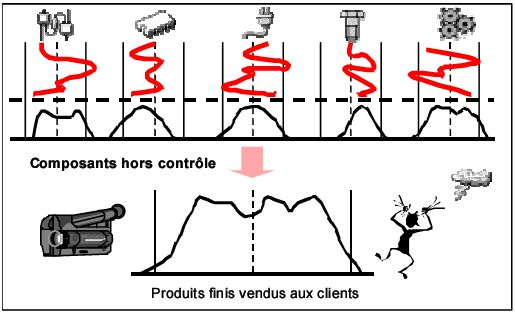 Composants hors contrôle
Produits finis vendus aux clients